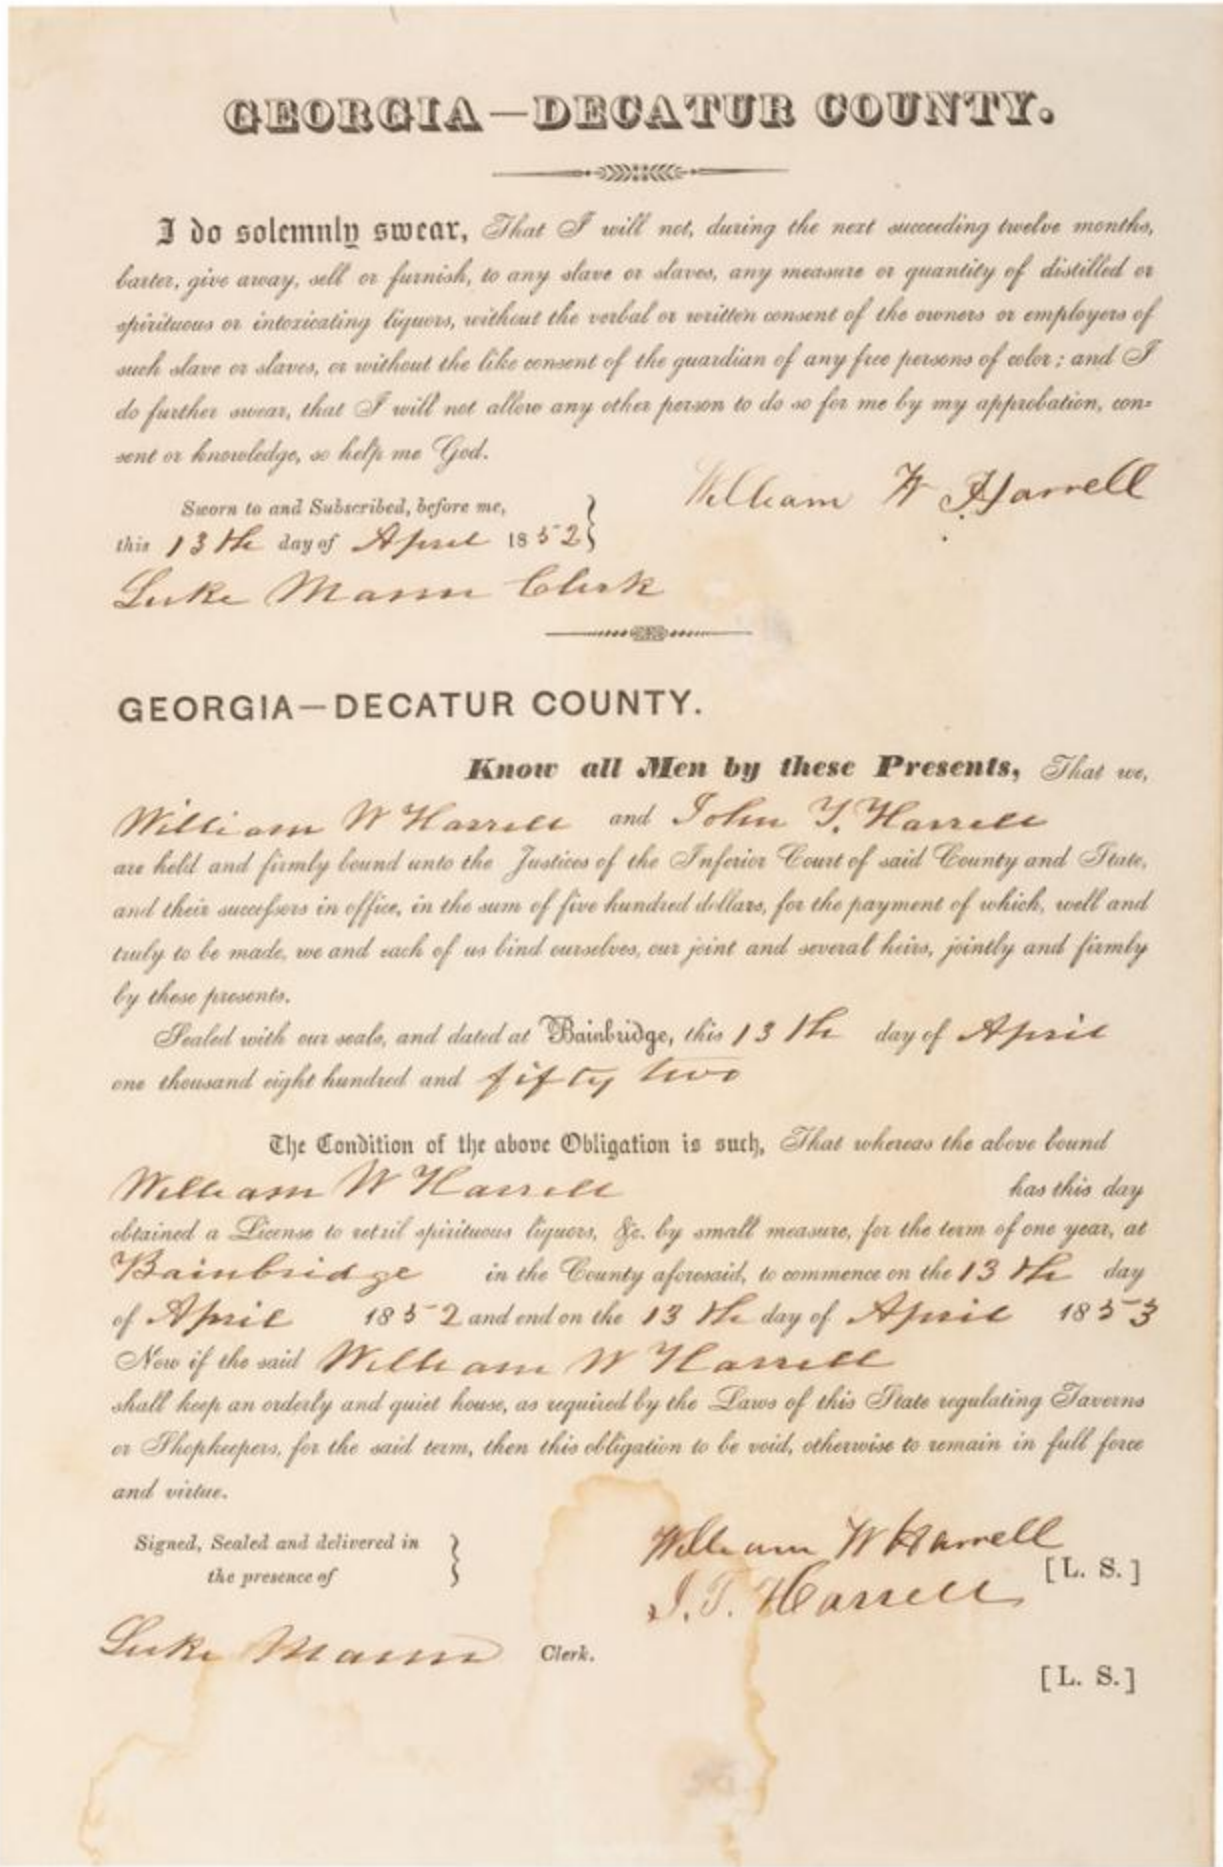 GEORGIA—DECATUR COUNTY.
I do solemnly swear, That I will not, during the next succeeding twelve months,
barter, give away, sell or furnish, to any slave or slaves, any measure or quantity of distilled or
spirituous or intoxicating liquors, without the verbal or written consent of the owners or employers of
such slave or slaves, or without the like consent of the guardian of any free persons of color; and I
do further swear, that I will not allow any other person to do so for me by my approbation, con-
sent or knowledge, so help me God.
William W Harrell
Sworn to and Subscribed, before me,
this 13th day of April 1852
Luke Mann Clerk
GEORGIA—DECATUR COUNTY.
Know all Men by these Presents, That we,
William W Harrell and John T. Harrell
are held and firmly bound unto the Justices of the Inferior Court of said County and State,
and their successors in office, in the sum of five hundred dollars, for the payment of which, well and
truly to be made, we and each of us bind ourselves, our joint and several heirs, jointly and firmly
by these presents.
Sealed with our seals, and dated at Bainbridge, this 13th day of April
one thousand eight hundred and fifty two
The Condition of the above Obligation is such, That whereas the above bound
William W Harrell has this day
obtained a License to retail spirituous liquors, &c. by small measure, for the term of one year, at
Bainbridge in the County aforesaid, to commence on the 13th day
of April 1852 and end on the 13th day of April 1853
Now if the said William W Harrell
shall keep an orderly and quiet house, as required by the Laws of this State regulating Taverns
or Shopkeepers, for the said term, then this obligation to be void, otherwise to remain in full force
and virtue.
Signed, Sealed and delivered in
the presence of
William W Harrell [L. S.]
J. T. Harrell
Luke Mann Clerk.
[L. S.]